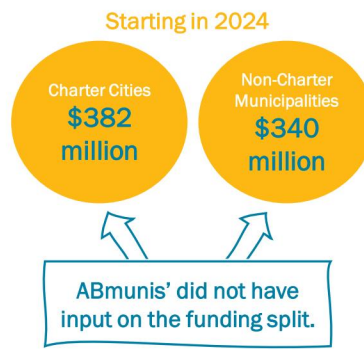 Starting in 2024
Charter Cities
$382
million
Non-Charter
Municipalities
$340
million
ABmunis' did not have
input on the funding split.